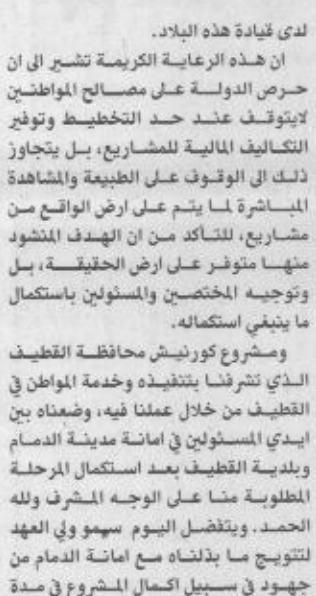 لدى قيادة هذه البلاد.
ان هذه الرعاية الكريمة تشير الى ان
حرص الدولة على مصالح المواطنين
لايتوقف عند حد التخطيط وتوفير
التكاليف المالية للمشاريع، بل يتجاوز
ذلك الى الوقوف على الطبيعة والمشاهدة
المباشرة لما يتم على ارض الواقع من
مشاريع، للتأكد من ان الهدف المنشود
منها متوفر على ارض الحقيقة، بل
وتوجيه المختصين والمسئولين باستكمال
ما ينبغي استكماله.
ومشروع كورنيش محافظة القطيف
الذي تشرفنا بتنفيذه وخدمة المواطن في
القطيف من خلال عملنا فيه، وضعناه بين
ايدي المسئولين في امانة مدينة الدمام
وبلدية القطيف بعد استكمال المرحلة
المطلوبة منا على الوجه المشرف ولله
الحمد. ويتفضل اليوم سمو ولي العهد
لتتويج ما بذلناه مع امانة الدمام من
جهود في سبيل اكمال المشروع في مدة